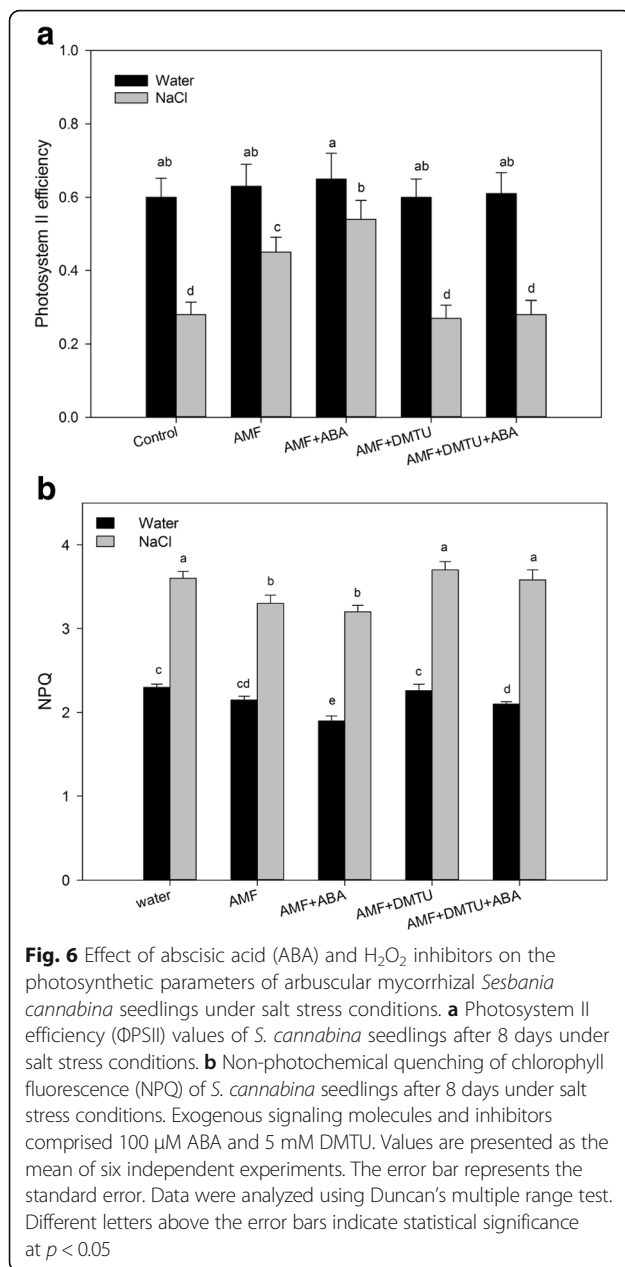 a
1.0
0.8
0.6
0.4
0.2
0.0
Photosystem II efficiency
Water
NaCl
ab
d
ab
c
a
b
ab
d
ab
d
Control
AMF
AMF+ABA
AMF+DMTU
AMF+DMTU+ABA
b
4
3
2
1
0
NPQ
Water
NaCl
c
a
cd
b
e
b
c
a
d
a
water
AMF
AMF+ABA
AMF+DMTU
AMF+DMTU+ABA
Fig. 6 Effect of abscisic acid (ABA) and H₂O₂ inhibitors on the
photosynthetic parameters of arbuscular mycorrhizal Sesbania
cannabina seedlings under salt stress conditions. a Photosystem II
efficiency (ΦPSII) values of S. cannabina seedlings after 8 days under
salt stress conditions. b Non-photochemical quenching of chlorophyll
fluorescence (NPQ) of S. cannabina seedlings after 8 days under salt
stress conditions. Exogenous signaling molecules and inhibitors
comprised 100 μM ABA and 5 mM DMTU. Values are presented as the
mean of six independent experiments. The error bar represents the
standard error. Data were analyzed using Duncan's multiple range test.
Different letters above the error bars indicate statistical significance
at p < 0.05